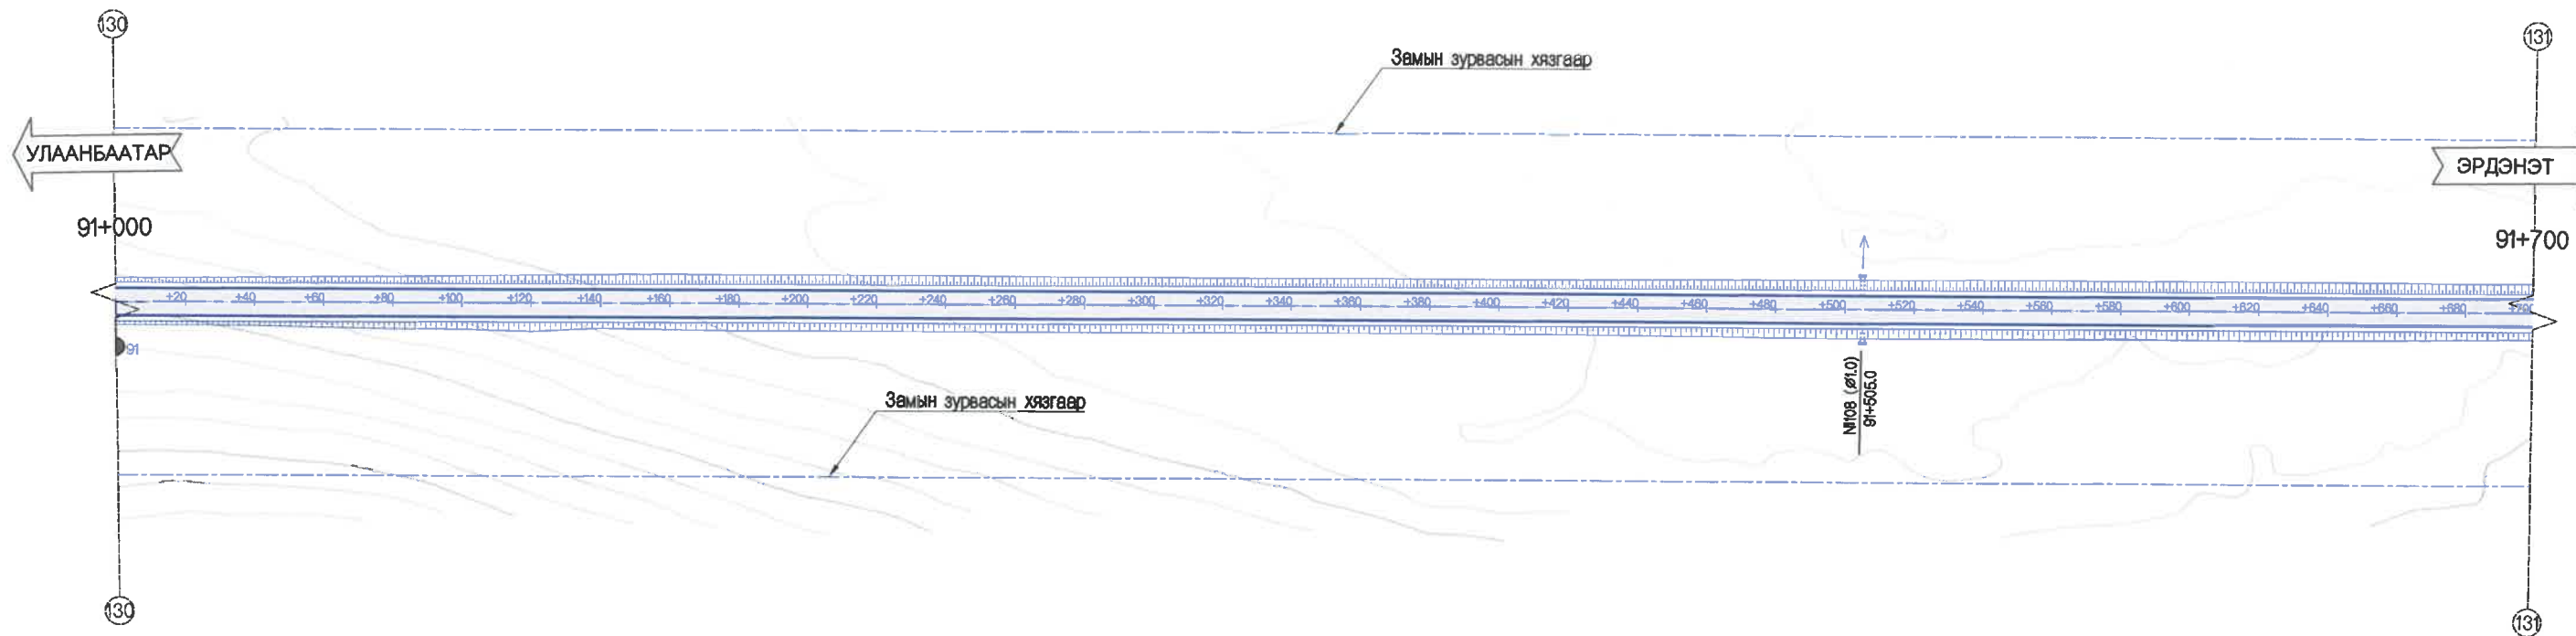 130
131
Замын зурвасын хязгаар
УЛААНБААТАР
ЭРДЭНЭТ
91+000
91+700
+20 +40 +60 +80 +100 +120 +140 +160 +180 +200 +220 +240 +260 +280 +300 +320 +340 +360 +380 +400 +420 +440 +460 +480 +500 +520 +540 +560 +580 +600 +620 +640 +660 +680 +700
91
№108 (ø1.0)
91+505.0
Замын зурвасын хязгаар
130
131